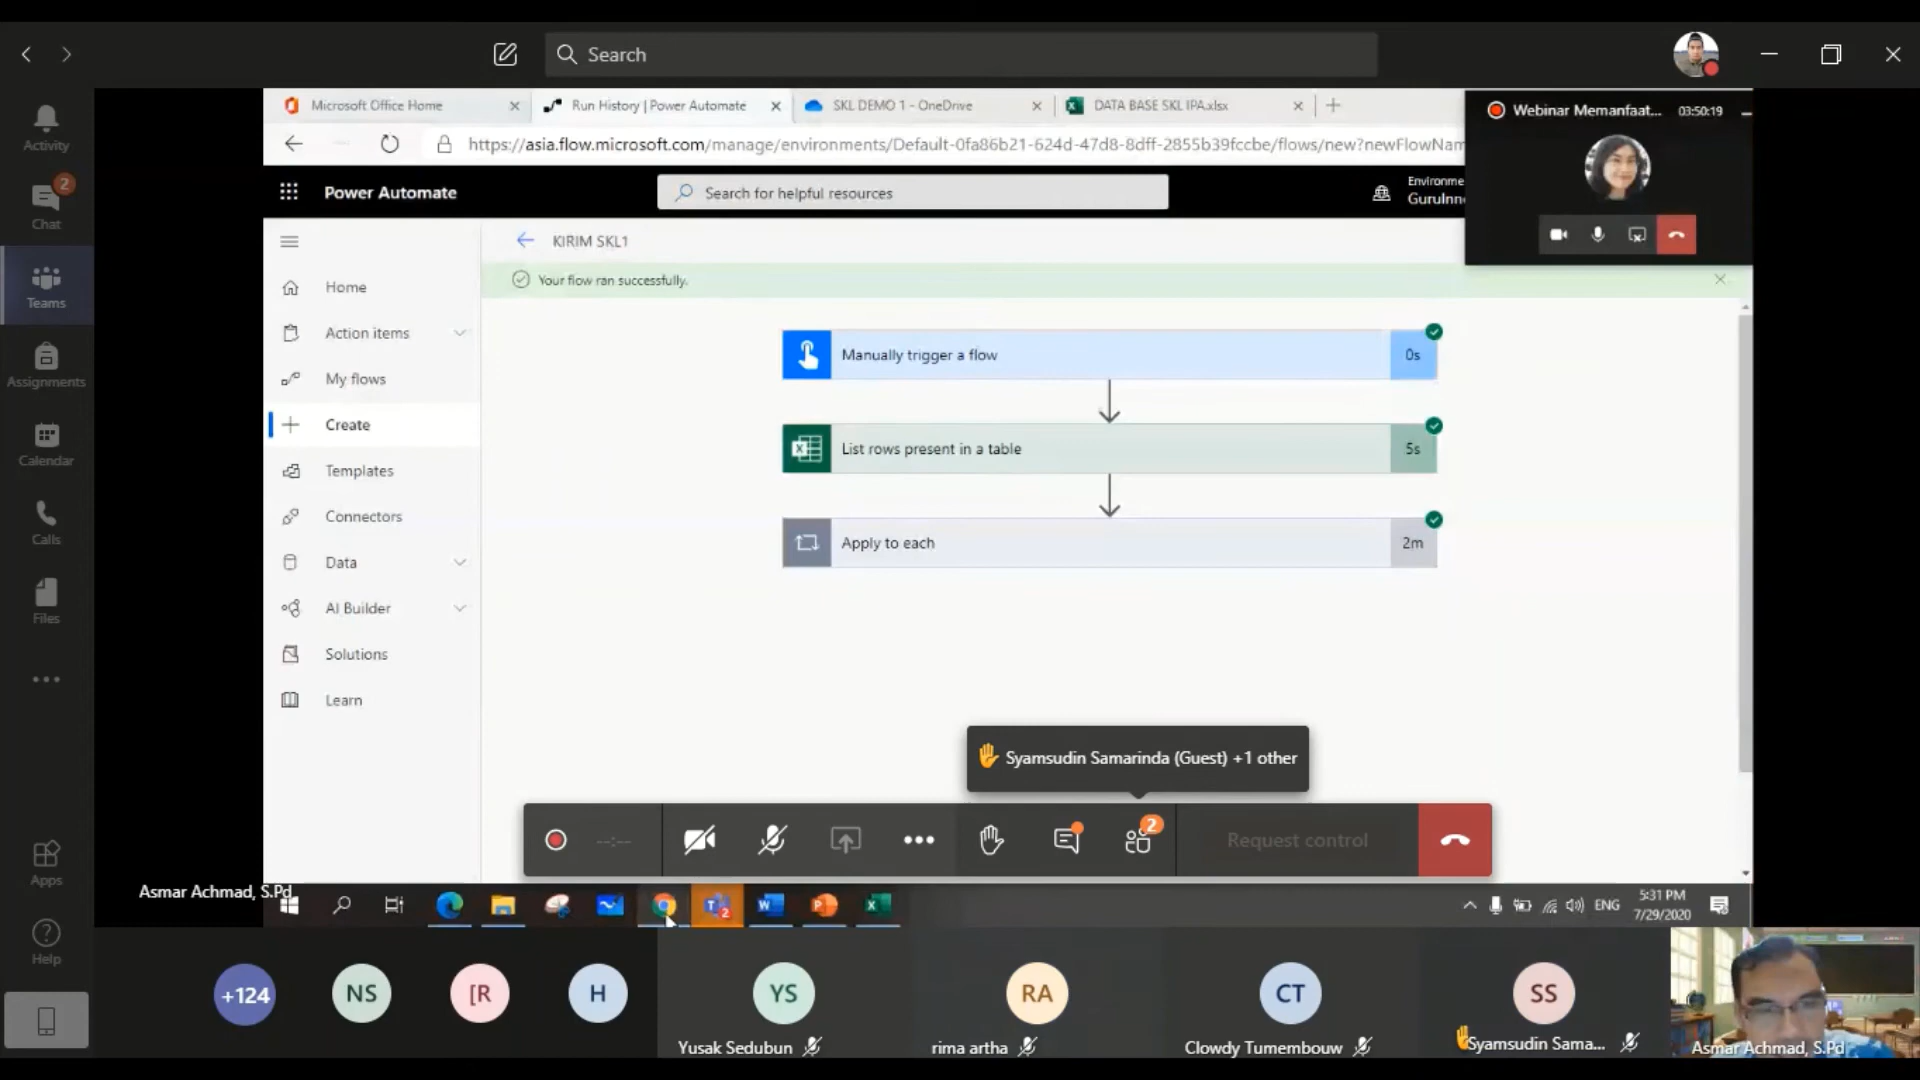 Search
Activity
2
Chat
Teams
Assignments
Calendar
Calls
Files
Apps
Help
Microsoft Office Home
Run History | Power Automate
SKL DEMO 1 - OneDrive
DATA BASE SKL IPA.xlsx
https://asia.flow.microsoft.com/manage/environments/Default-0fa86b21-624d-47d8-8dff-2855b39fccbe/flows/new?newFlowNam
Webinar Memanfaat...
03:50:19
Power Automate
Search for helpful resources
Environme
GuruInn
KIRIM SKL1
Your flow ran successfully.
Home
Action items
My flows
Create
Templates
Connectors
Data
AI Builder
Solutions
Learn
Manually trigger a flow
0s
List rows present in a table
5s
Apply to each
2m
Syamsudin Samarinda (Guest) +1 other
--:--
2
Request control
Asmar Achmad, S.Pd
2
ENG
5:31 PM
7/29/2020
+124
NS
[R
H
YS
Yusak Sedubun
RA
rima artha
CT
Clowdy Tumembouw
SS
Syamsudin Sama...
Asmar Achmad, S.Pd